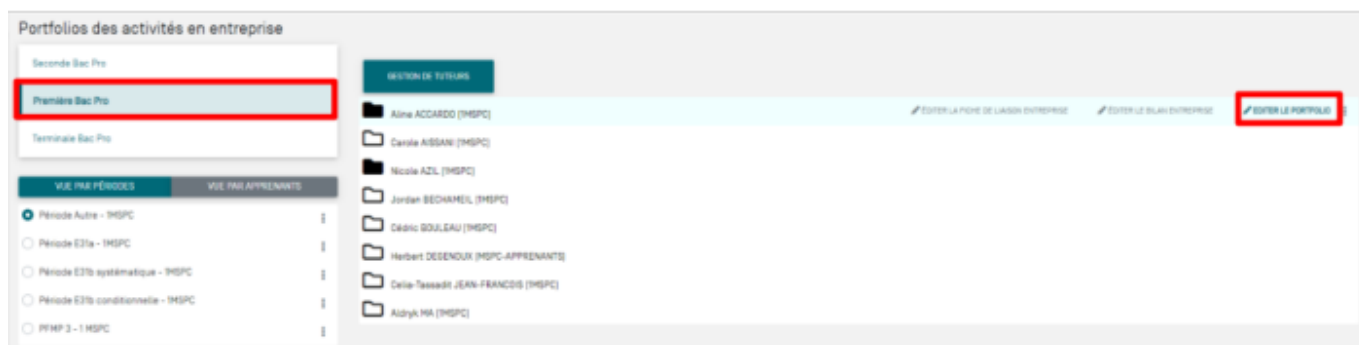 Portfolios des activités en entreprise
Seconde Bac Pro
Première Bac Pro
Terminale Bac Pro
VUE PAR PÉRIODES VUE PAR APPRENANTS
Période Autre - 1MSPC
Période E31a - 1MSPC
Période E31b systématique - 1MSPC
Période E31b conditionnelle - 1MSPC
PFMP 3 - 1 MSPC
GESTION DE TUTEURS
Aline ACCARDO (1MSPC) ÉDITER LA FICHE DE LIAISON ENTREPRISE ÉDITER LE BILAN ENTREPRISE EDITER LE PORTFOLIO
Carole AISSANI (1MSPC)
Nicole AZIL (1MSPC)
Jordan BECHAMEIL (1MSPC)
Cédric BOULEAU (1MSPC)
Herbert DEGENOUX (MSPC-APPRENANTS)
Celia-Tassadit JEAN-FRANCOIS (1MSPC)
Aldryk MA (1MSPC)